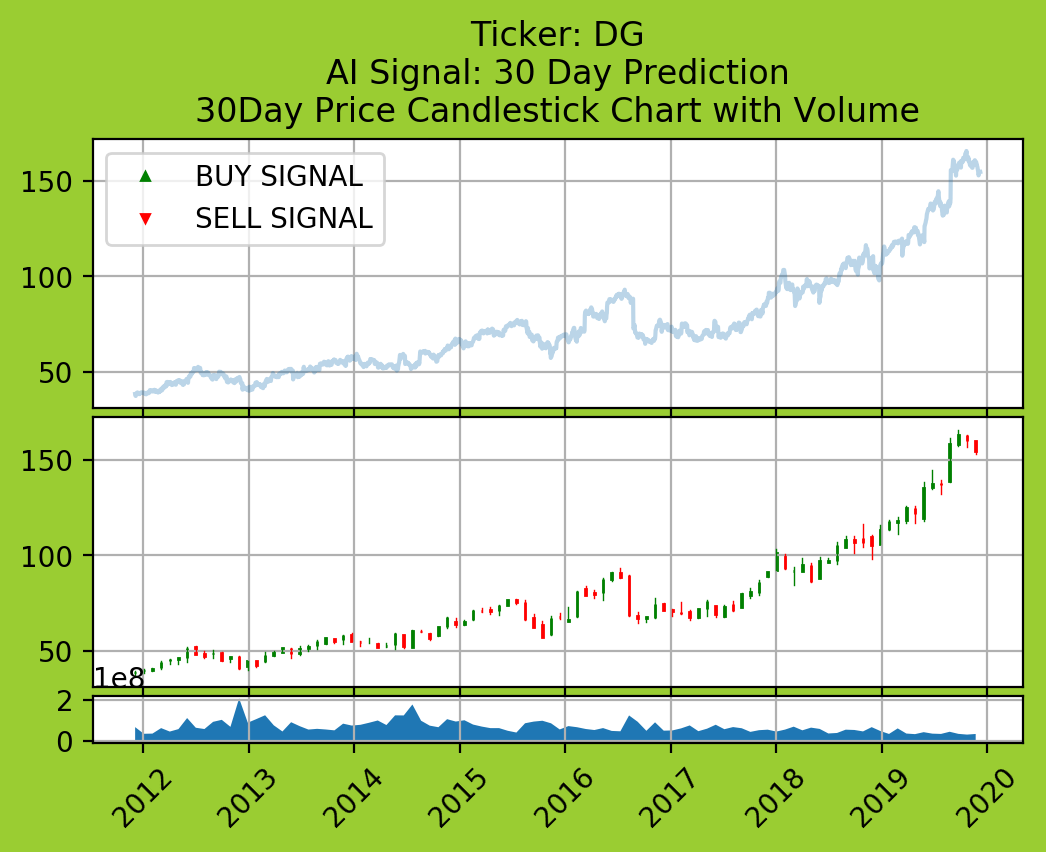 Ticker: DG
AI Signal: 30 Day Prediction
30Day Price Candlestick Chart with Volume
BUY SIGNAL
SELL SIGNAL
150
100
50
150
100
50
1e8
2
0
2012
2013
2014
2015
2016
2017
2018
2019
2020